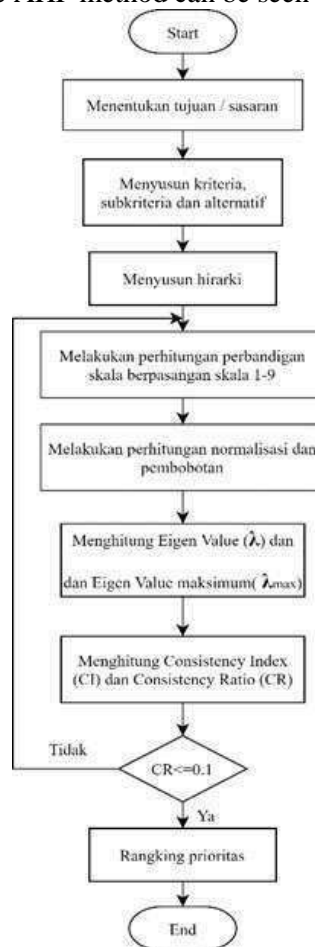 AHP method can be seen
Start
Menentukan tujuan / sasaran
Menyusun kriteria,
subkriteria dan alternatif
Menyusun hirarki
Melakukan perhitungan perbandigan
skala berpasangan skala 1-9
Melakukan perhitungan normalisasi dan
pembobotan
Menghitung Eigen Value (λ) dan
dan Eigen Value maksimum( λmax)
Menghitung Consistency Index
(CI) dan Consistency Ratio (CR)
Tidak
CR<=0.1
Ya
Rangking prioritas
End